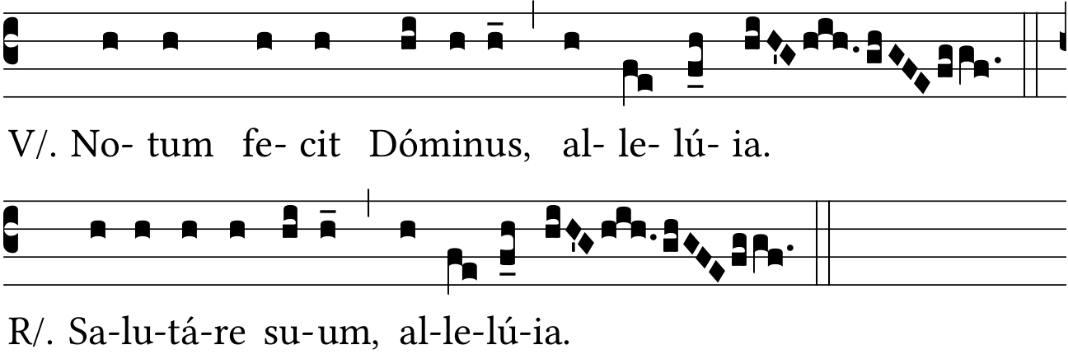 V/. No- tum fe- cit Dóminus, al- le- lú- ia.
R/. Sa-lu-tá-re su-um, al-le-lú-ia.